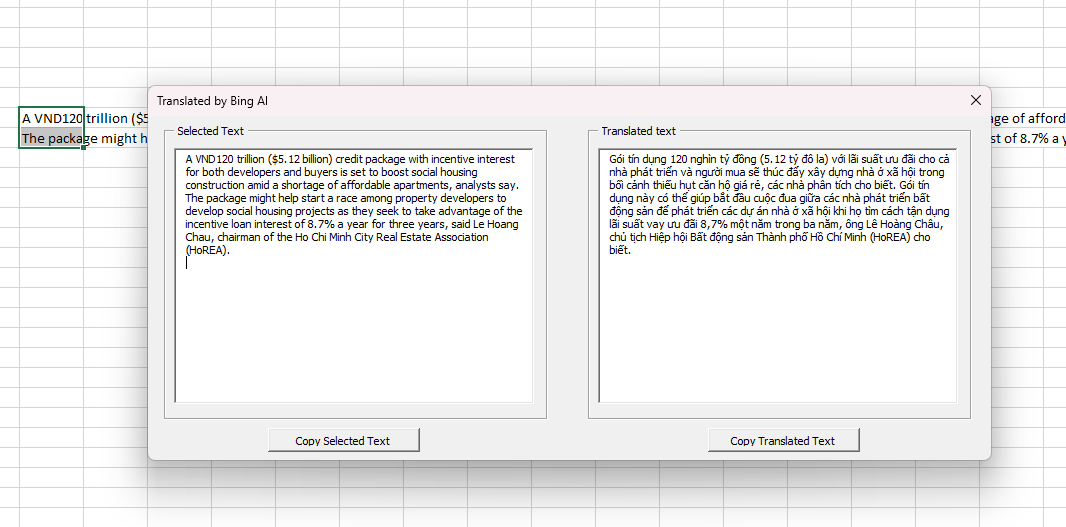 Translated by Bing AI
A VND120 trillion ($5
age of afford
The package might h
st of 8.7% a y
Selected Text
A VND120 trillion ($5.12 billion) credit package with incentive interest
for both developers and buyers is set to boost social housing
construction amid a shortage of affordable apartments, analysts say.
The package might help start a race among property developers to
develop social housing projects as they seek to take advantage of the
incentive loan interest of 8.7% a year for three years, said Le Hoang
Chau, chairman of the Ho Chi Minh City Real Estate Association
(HoREA).
Translated text
Gói tín dụng 120 nghìn tỷ đồng (5.12 tỷ đô la) với lãi suất ưu đãi cho cả
nhà phát triển và người mua sẽ thúc đẩy xây dựng nhà ở xã hội trong
bối cảnh thiếu hụt căn hộ giá rẻ, các nhà phân tích cho biết. Gói tín
dụng này có thể giúp bắt đầu cuộc đua giữa các nhà phát triển bất
động sản để phát triển các dự án nhà ở xã hội khi họ tìm cách tận dụng
lãi suất vay ưu đãi 8,7% một năm trong ba năm, ông Lê Hoàng Châu,
chủ tịch Hiệp hội Bất động sản Thành phố Hồ Chí Minh (HoREA) cho
biết.
Copy Selected Text
Copy Translated Text